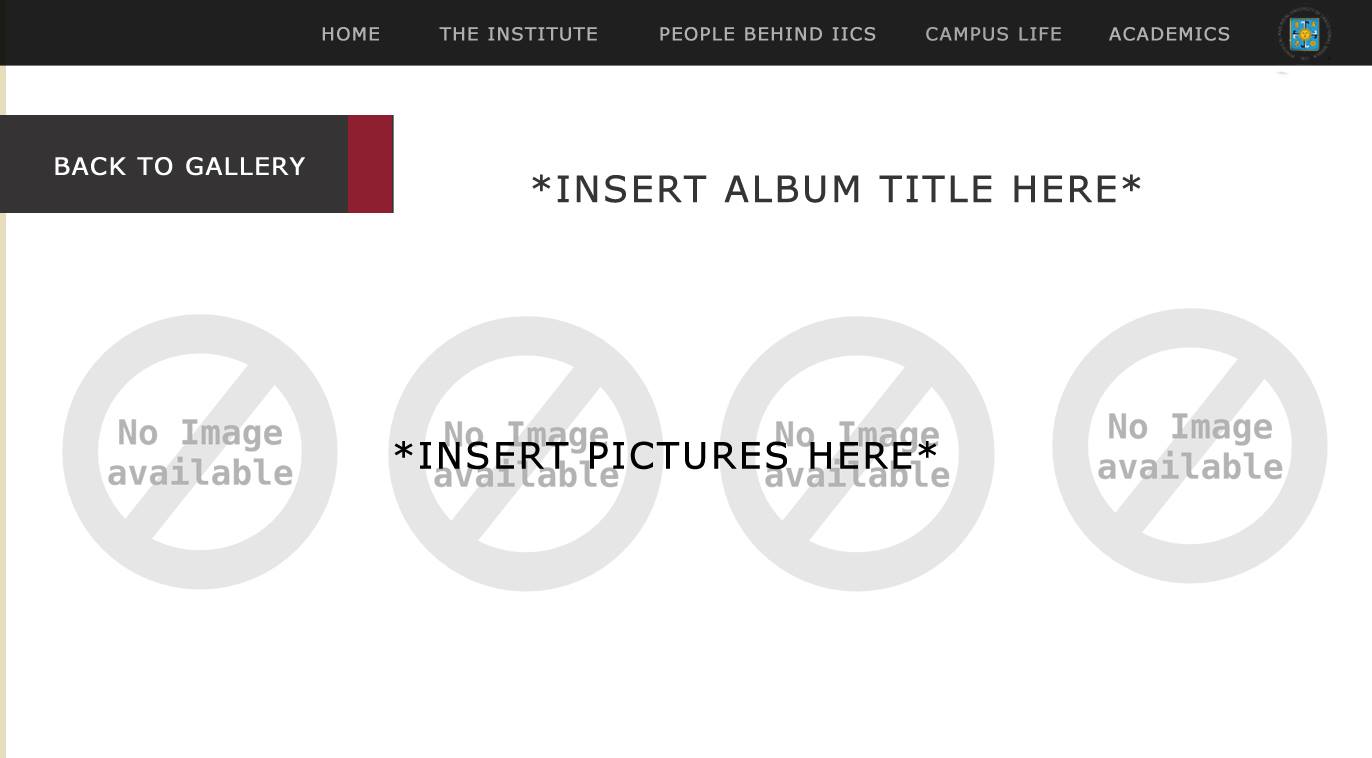 HOME THE INSTITUTE PEOPLE BEHIND IICS CAMPUS LIFE ACADEMICS
BACK TO GALLERY
*INSERT ALBUM TITLE HERE*
No Image
available
No Image
available
No Image
available
No Image
available
*INSERT PICTURES HERE*